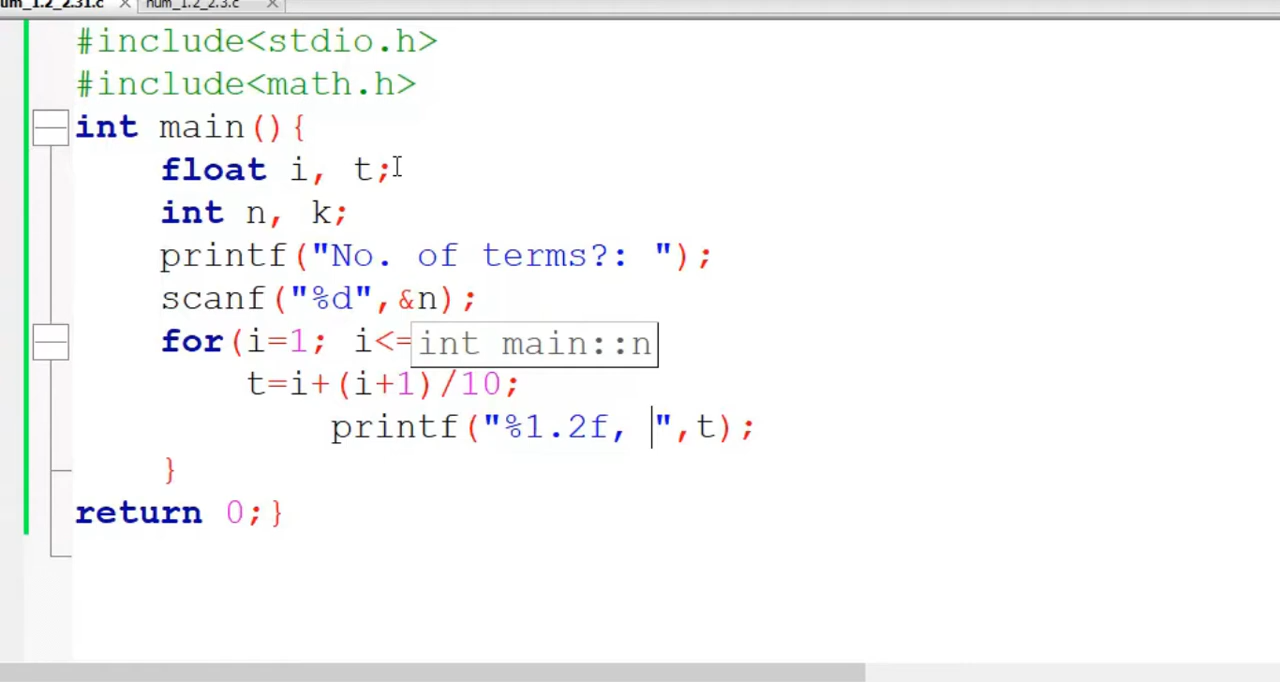 um_1.2_2.31.c num_1.2_2.3.c
#include<stdio.h>
#include<math.h>
int main(){
float i, t;
int n, k;
printf("No. of terms?: ");
scanf("%d",&n);
for(i=1; i<= int main::n
t=i+(i+1)/10;
printf("%1.2f, ",t);
}
return 0;}